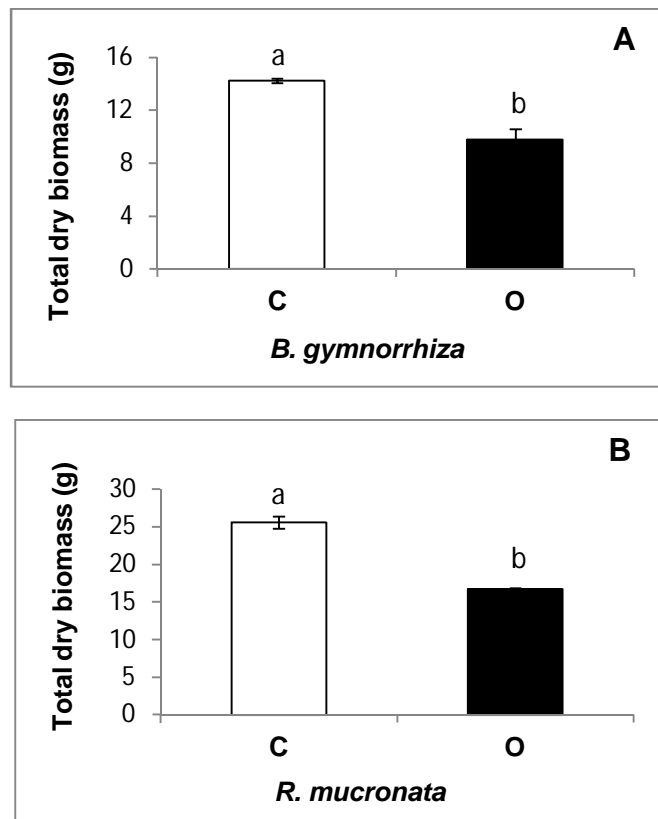 A
Total dry biomass (g)
16
12
8
4
0
a
b
C O
B. gymnorrhiza
B
Total dry biomass (g)
30
25
20
15
10
5
0
a
b
C O
R. mucronata